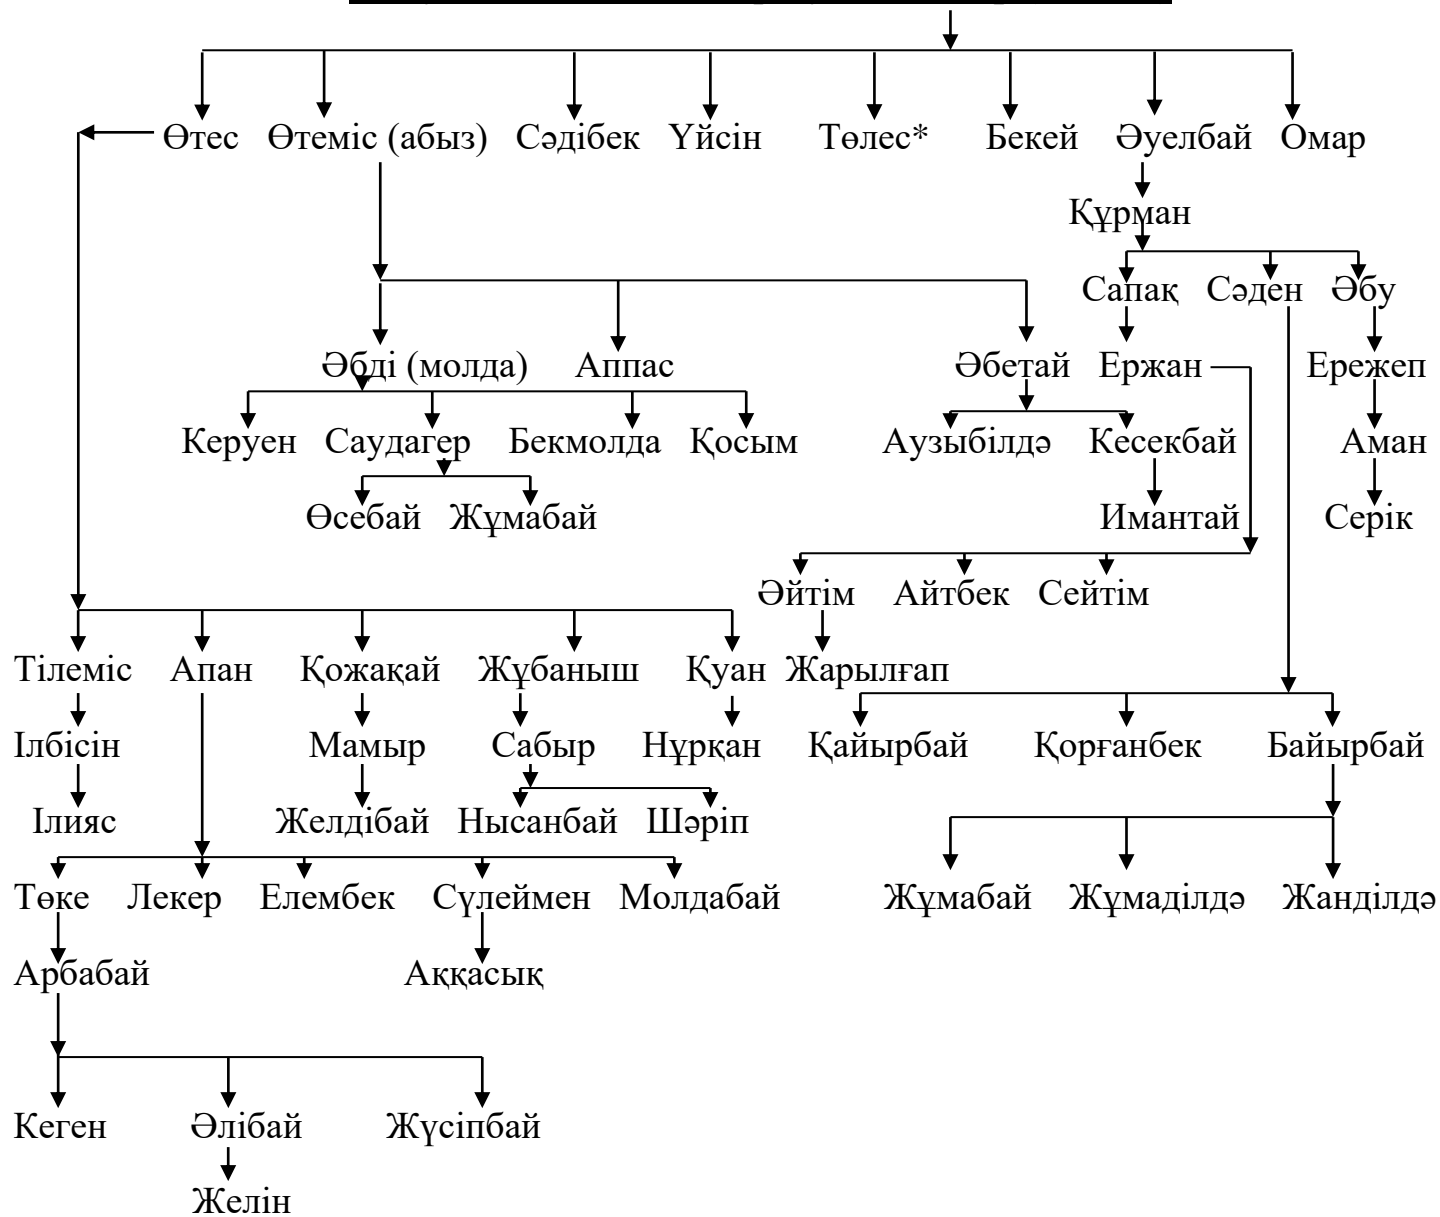 Өтес Өтеміс (абыз) Сәдібек Үйсін Төлес* Бекей Әуелбай Омар
Құрман
Сапақ Сәден Әбу
Әбді (молда) Аппас Әбетай Ержан Ережеп
Керуен Саудагер Бекмолда Қосым Аузыбілдә Кесекбай Аман
Өсебай Жұмабай Имантай Серік
Әйтім Айтбек Сейтім
Тілеміс Апан Қожақай Жұбаныш Қуан Жарылғап
Ілбісін Мамыр Сабыр Нұрқан Қайырбай Қорғанбек Байырбай
Ілияс Желдібай Нысанбай Шәріп
Төке Лекер Елембек Сүлеймен Молдабай Жұмабай Жұмаділдә Жанділдә
Арбабай Аққасық
Кеген Әлібай Жүсіпбай
Желін